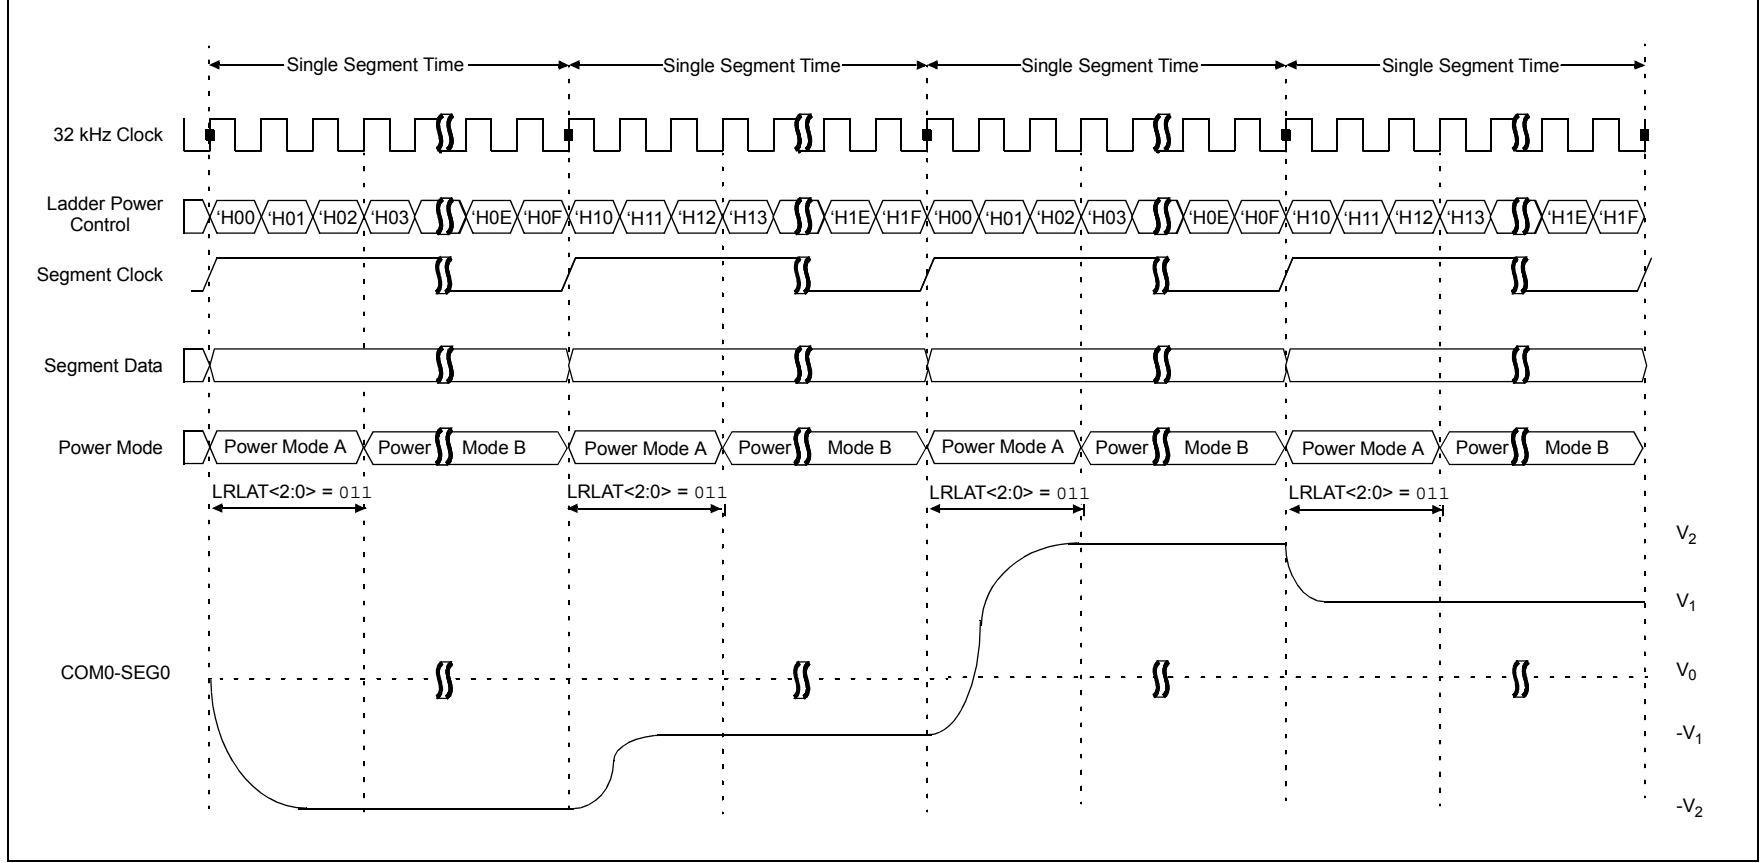 Single Segment Time Single Segment Time Single Segment Time Single Segment Time
32 kHz Clock
Ladder Power
Control
‘H00 ‘H01 ‘H02 ‘H03 ‘H0E ‘H0F ‘H10 ‘H11 ‘H12 ‘H13 ‘H1E ‘H1F ‘H00 ‘H01 ‘H02 ‘H03 ‘H0E ‘H0F ‘H10 ‘H11 ‘H12 ‘H13 ‘H1E ‘H1F
Segment Clock
Segment Data
Power Mode Power Mode A Power Mode B Power Mode A Power Mode B Power Mode A Power Mode B Power Mode A Power Mode B
LRLAT<2:0> = 011 LRLAT<2:0> = 011 LRLAT<2:0> = 011 LRLAT<2:0> = 011
V2
V1
COM0-SEG0 V0
-V1
-V2